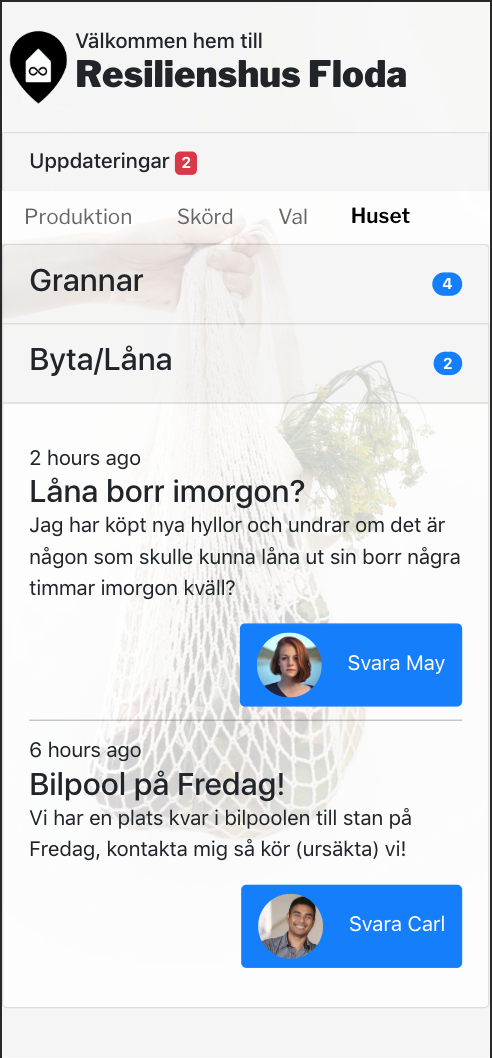 Välkommen hem till
Resilienshus Floda
Uppdateringar 2
Produktion Skörd Val Huset
Grannar 4
Byta/Låna 2
2 hours ago
Låna borr imorgon?
Jag har köpt nya hyllor och undrar om det är
någon som skulle kunna låna ut sin borr några
timmar imorgon kväll?
Svara May
6 hours ago
Bilpool på Fredag!
Vi har en plats kvar i bilpoolen till stan på
Fredag, kontakta mig så kör (ursäkta) vi!
Svara Carl